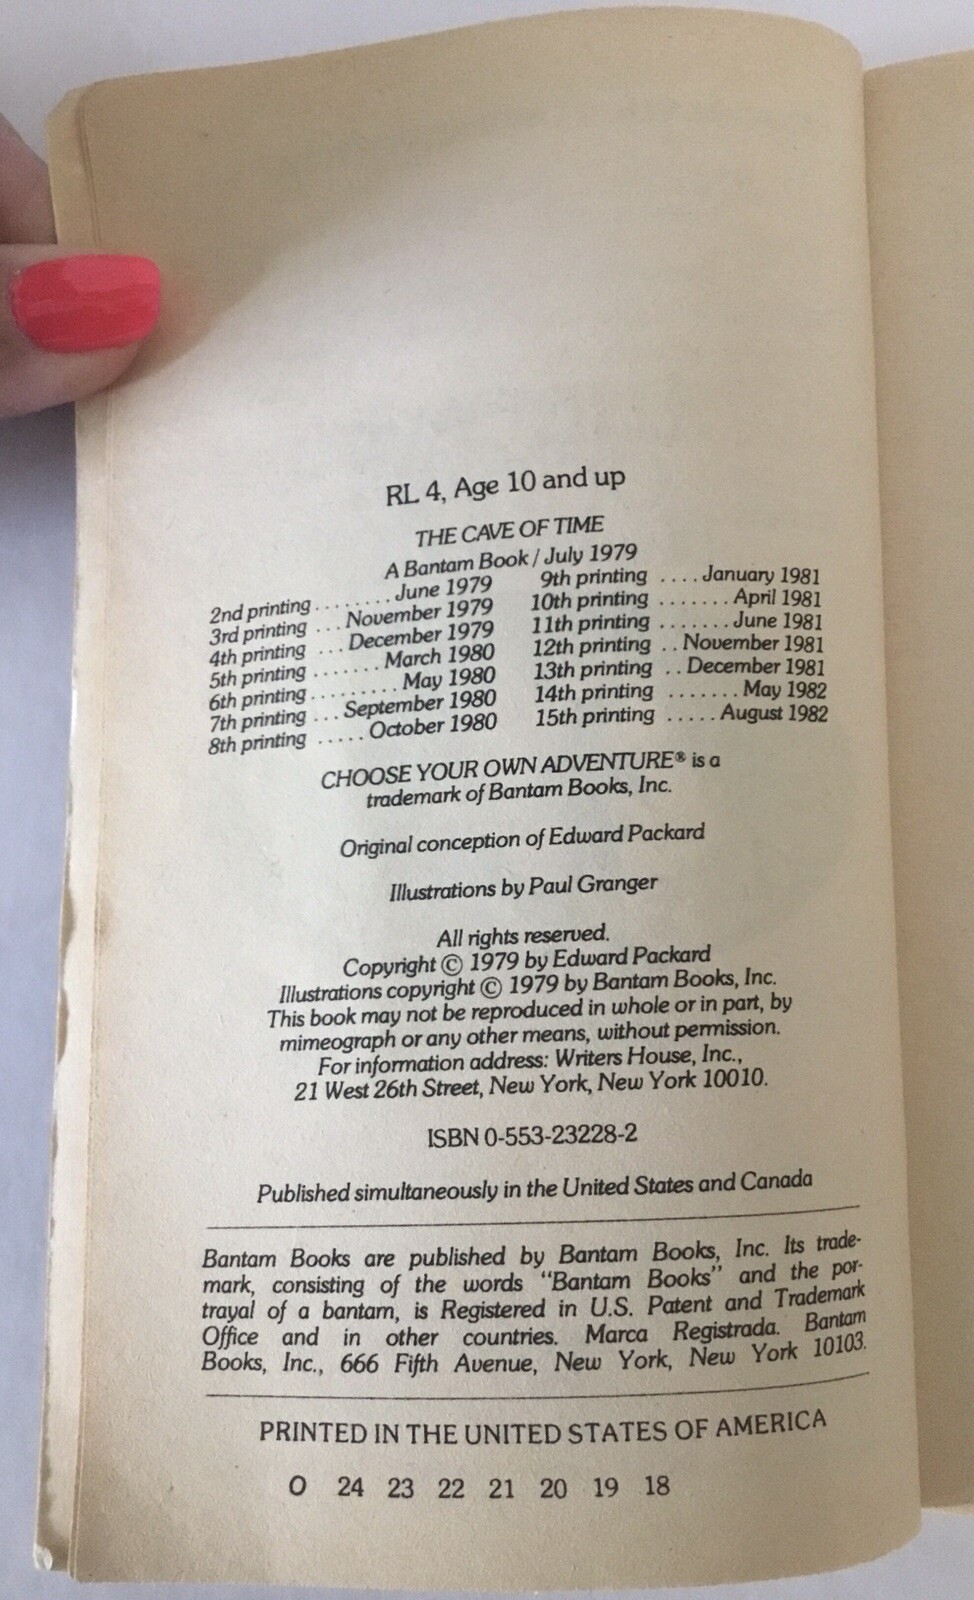 RL 4, Age 10 and up
THE CAVE OF TIME
A Bantam Book / July 1979
2nd printing ........ June 1979
3rd printing ... November 1979
4th printing ... December 1979
5th printing ....... March 1980
6th printing ......... May 1980
7th printing ... September 1980
8th printing ..... October 1980
9th printing .... January 1981
10th printing ....... April 1981
11th printing ....... June 1981
12th printing .. November 1981
13th printing .. December 1981
14th printing ....... May 1982
15th printing ..... August 1982
CHOOSE YOUR OWN ADVENTURE® is a
trademark of Bantam Books, Inc.
Original conception of Edward Packard
Illustrations by Paul Granger
All rights reserved.
Copyright © 1979 by Edward Packard
Illustrations copyright © 1979 by Bantam Books, Inc.
This book may not be reproduced in whole or in part, by
mimeograph or any other means, without permission.
For information address: Writers House, Inc.,
21 West 26th Street, New York, New York 10010.
ISBN 0-553-23228-2
Published simultaneously in the United States and Canada
Bantam Books are published by Bantam Books, Inc. Its trade-
mark, consisting of the words "Bantam Books" and the por-
trayal of a bantam, is Registered in U.S. Patent and Trademark
Office and in other countries. Marca Registrada. Bantam
Books, Inc., 666 Fifth Avenue, New York, New York 10103.
PRINTED IN THE UNITED STATES OF AMERICA
O 24 23 22 21 20 19 18